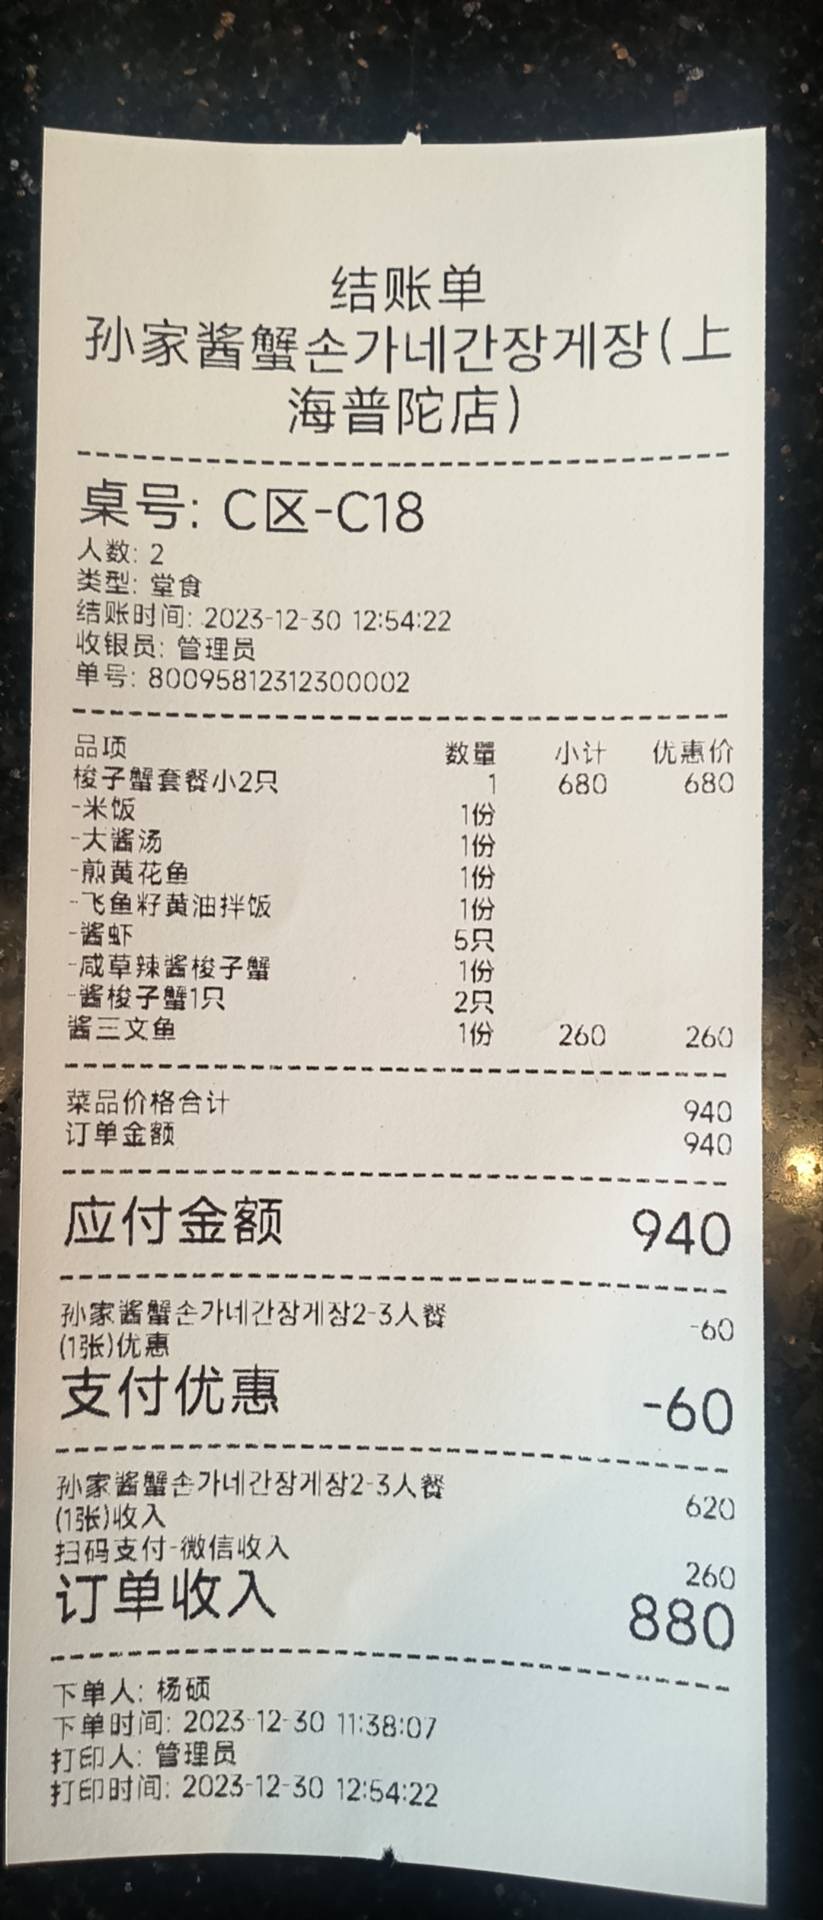 结账单
孙家酱蟹손가네간장게장(上
海普陀店)
桌号: C区-C18
人数: 2
类型: 堂食
结账时间: 2023-12-30 12:54:22
收银员: 管理员
单号: 80095812312300002
品项 数量 小计 优惠价
梭子蟹套餐小2只 1 680 680
-米饭 1份
-大酱汤 1份
-煎黄花鱼 1份
-飞鱼籽黄油拌饭 1份
-酱虾 5只
-咸草辣酱梭子蟹 1份
-酱梭子蟹1只 2只
酱三文鱼 1份 260 260
菜品价格合计 940
订单金额 940
应付金额 940
孙家酱蟹손가네간장게장2-3人餐 -60
(1张)优惠
支付优惠 -60
孙家酱蟹손가네간장게장2-3人餐 620
(1张)收入
扫码支付-微信收入 260
订单收入 880
下单人: 杨硕
下单时间: 2023-12-30 11:38:07
打印人: 管理员
打印时间: 2023-12-30 12:54:22